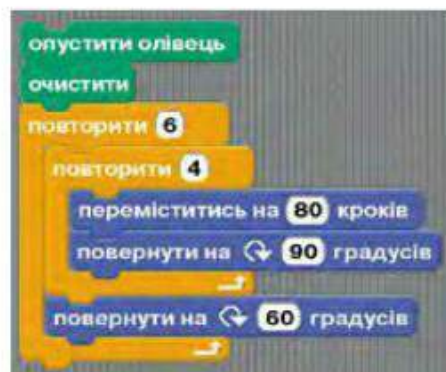 опустити олівець
очистити
повторити 6
повторити 4
переміститись на 80 кроків
повернути на 90 градусів
повернути на 60 градусів